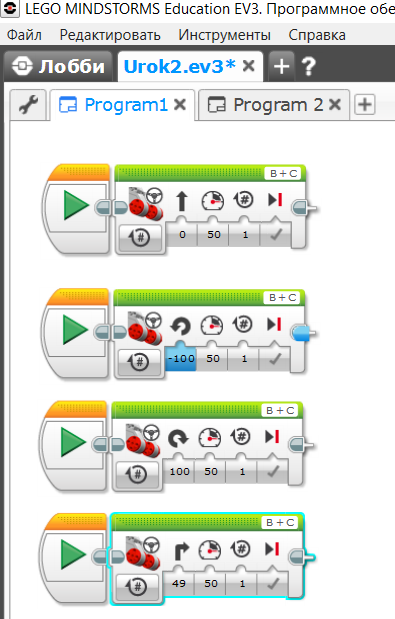 LEGO MINDSTORMS Education EV3. Программное обе
Файл Редактировать Инструменты Справка
Лобби Urok2.ev3* × + ?
Program1 × Program 2 × +
B + C
#
# 0 50 1
B + C
#
# -100 50 1
B + C
#
# 100 50 1
B + C
#
# 49 50 1